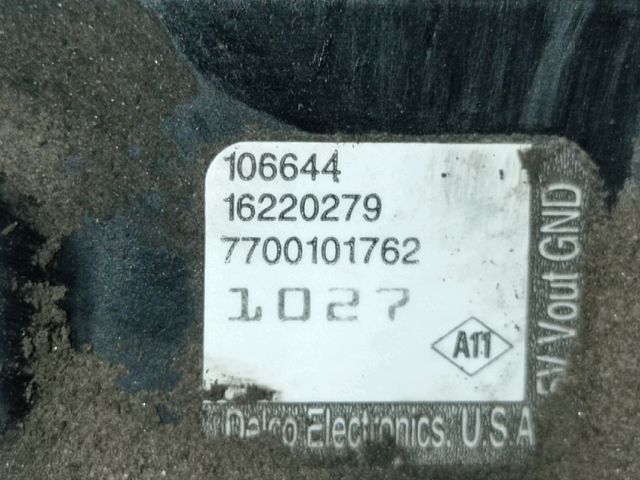 106644
16220279
7700101762
1027
A11
Delco Electronics, U.S.A
5V Vout GND